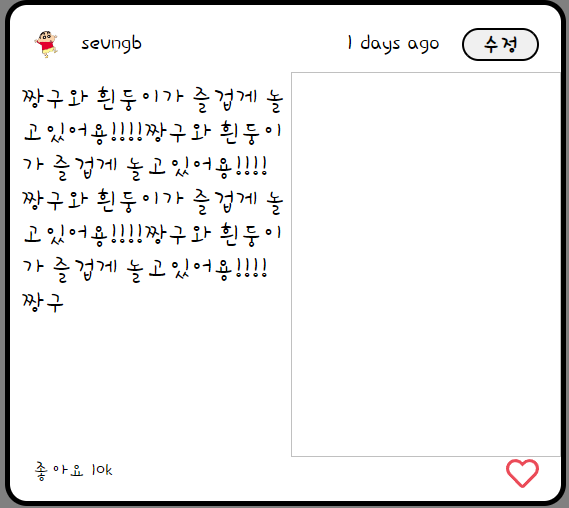 seungb
1 days ago
수정
짱구와 흰둥이가 즐겁게 놀
고있어용!!!!짱구와 흰둥이
가 즐겁게 놀고있어용!!!!
짱구와 흰둥이가 즐겁게 놀
고있어용!!!!짱구와 흰둥이
가 즐겁게 놀고있어용!!!!
짱구
좋아요 10k